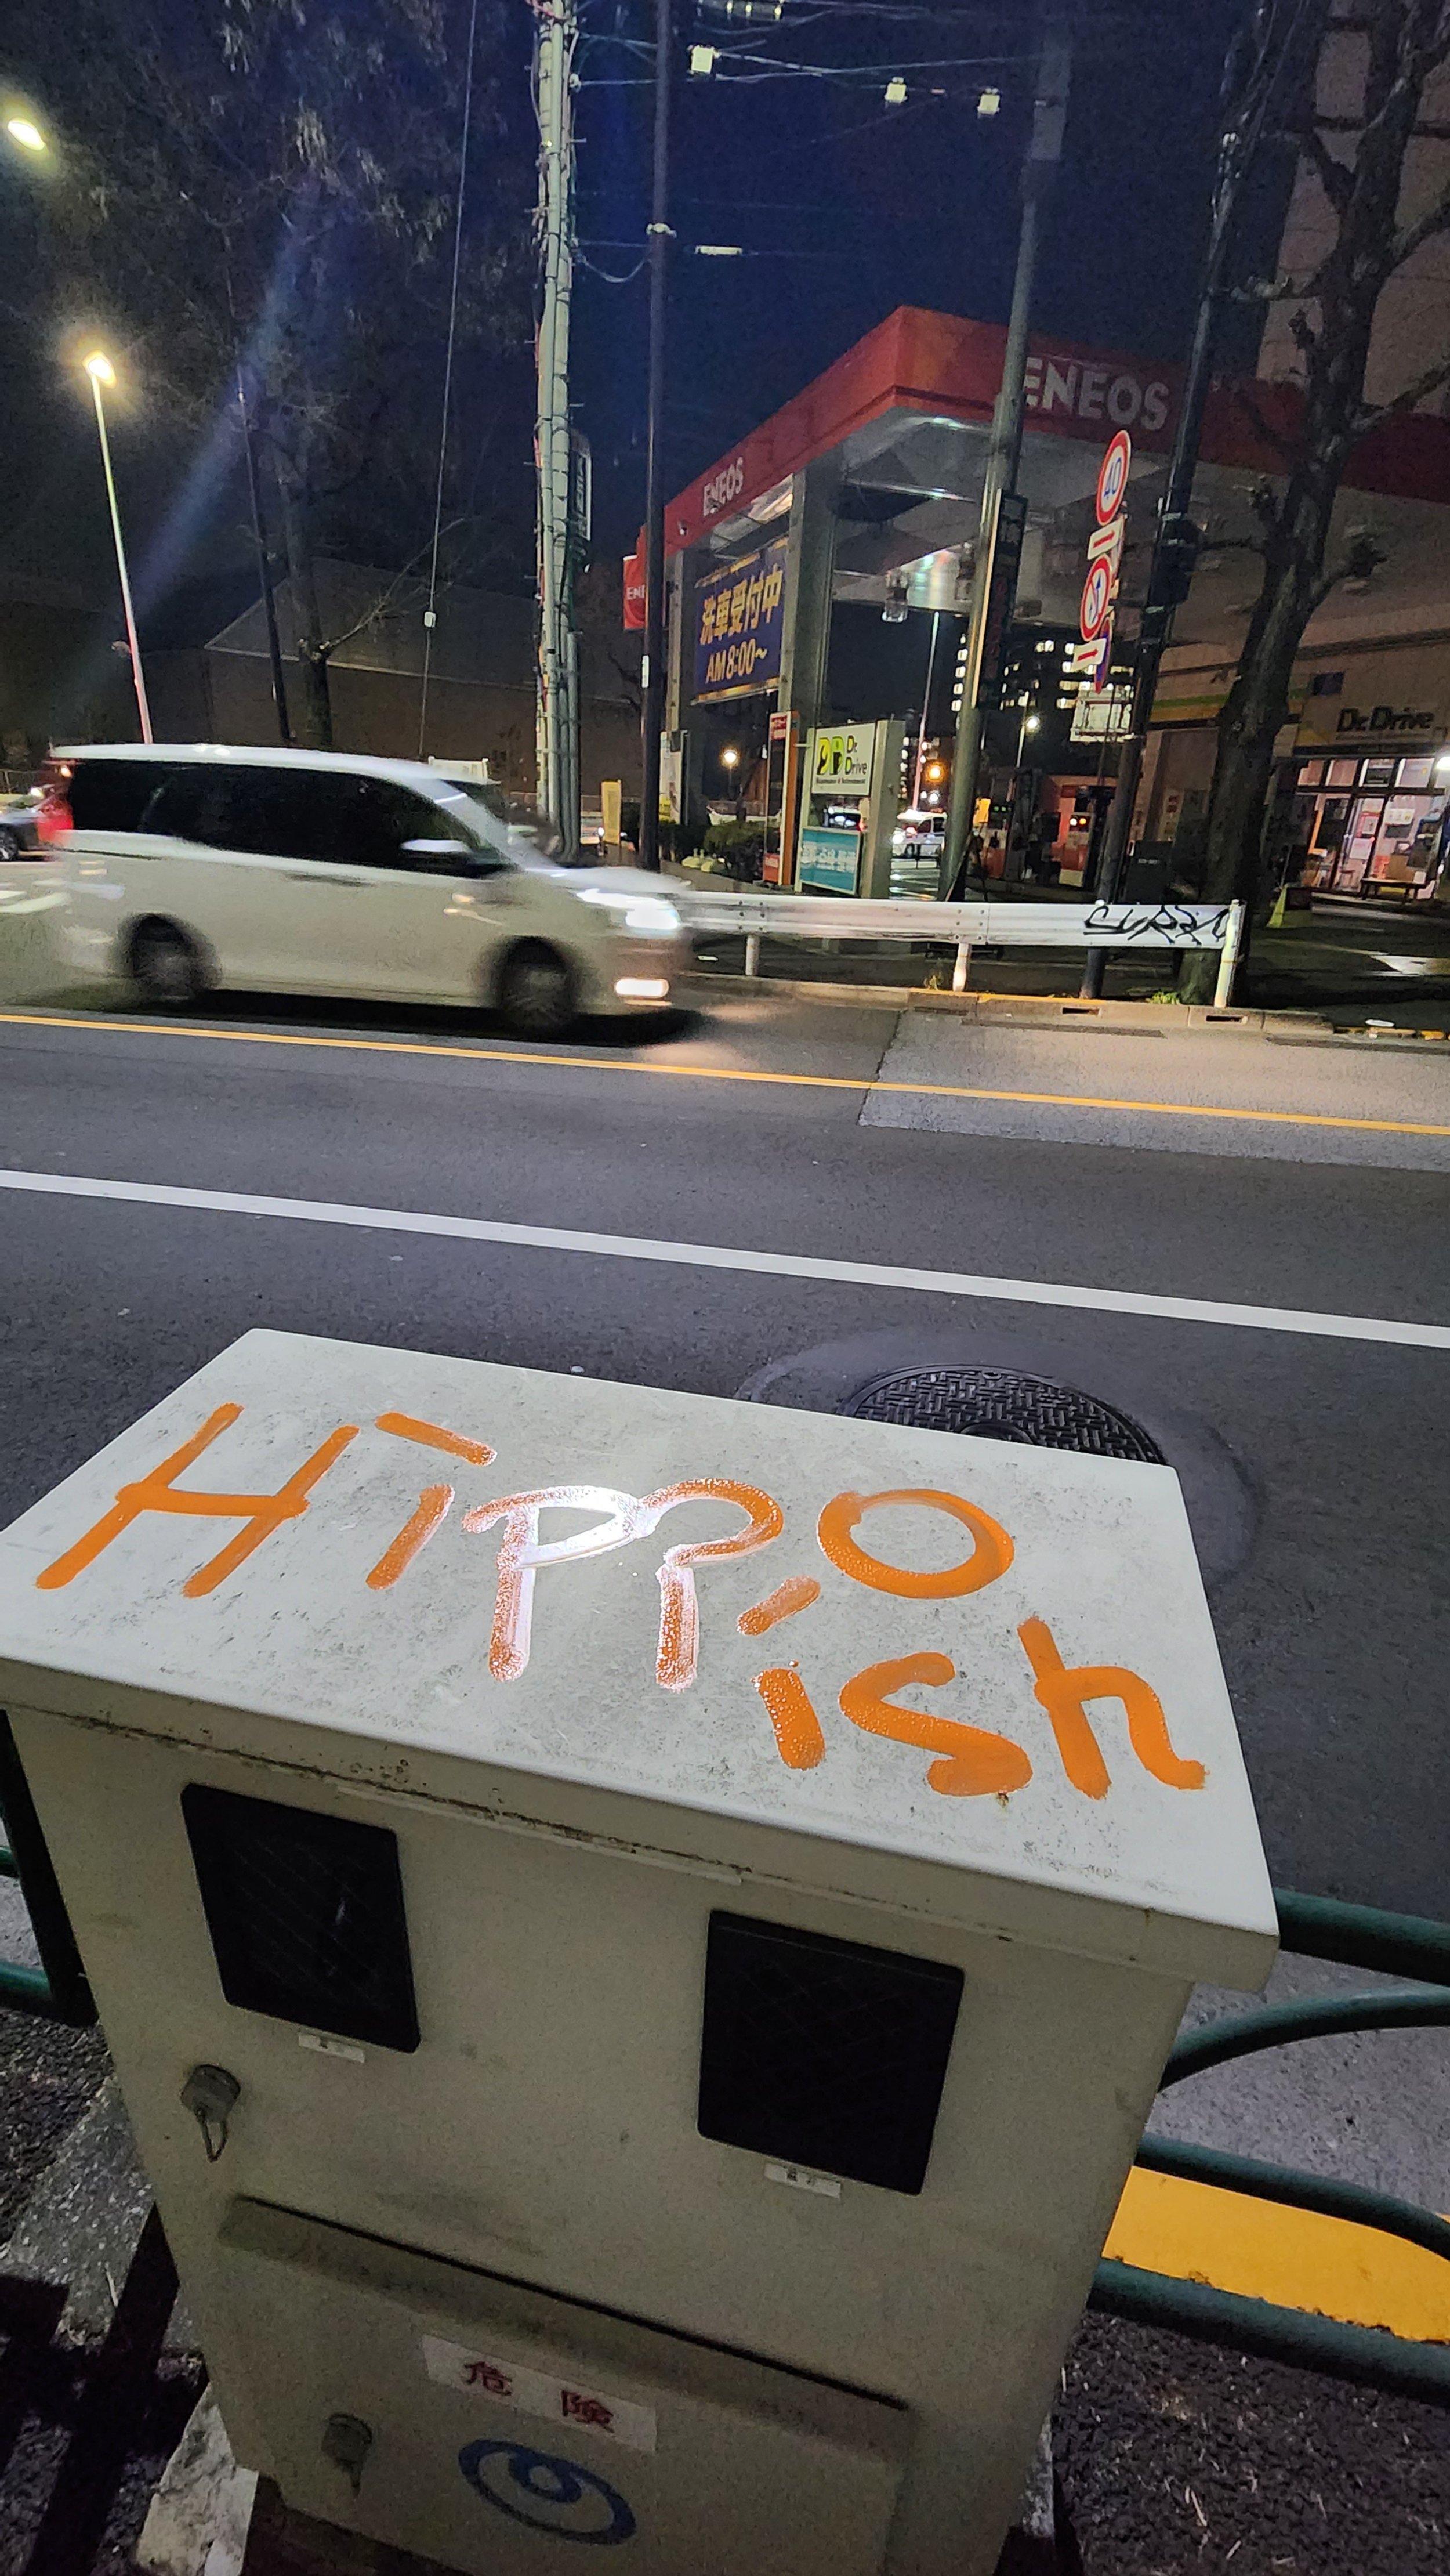 ENEOS
ENEOS
ENE
洗車受付中
AM 8:00~
40
Dr. Drive
Dr. Drive
Hippo
ish
危険